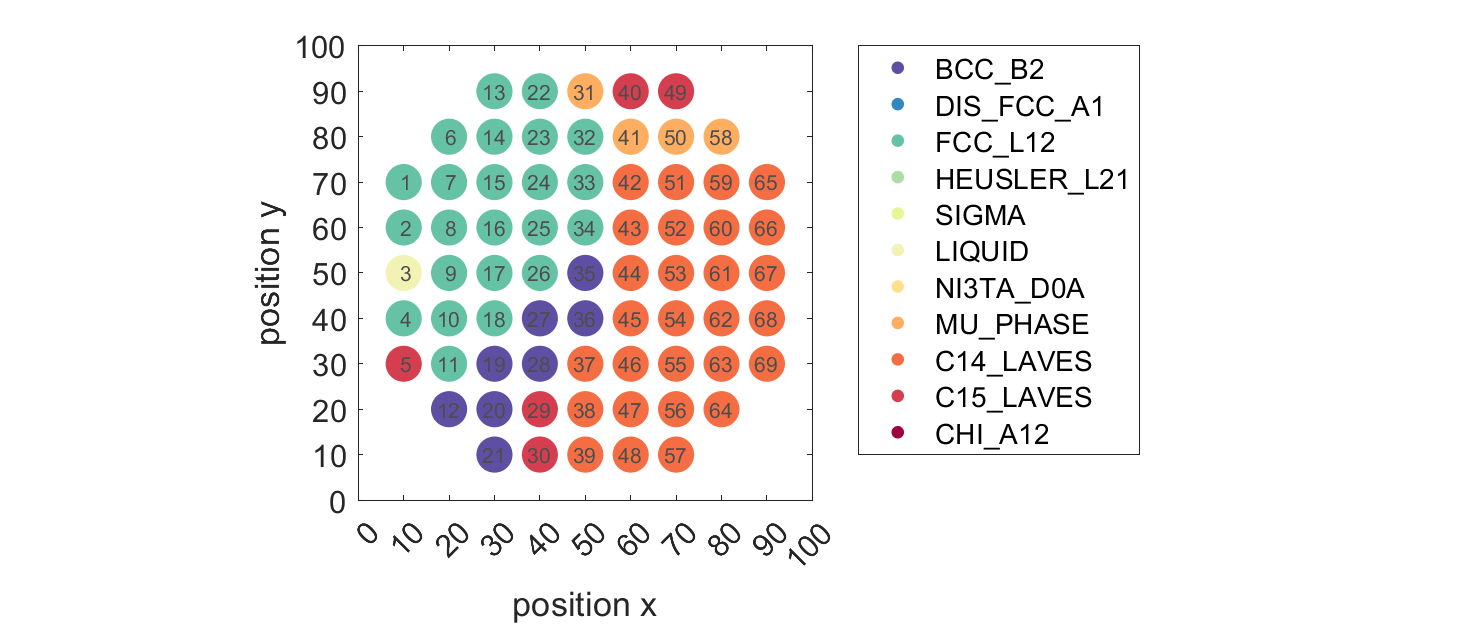 100
13 22 31 40 49
90
6 14 23 32 41 50 58
80
1 7 15 24 33 42 51 59 65
70
2 8 16 25 34 43 52 60 66
60
3 9 17 26 35 44 53 61 67
50
4 10 18 27 36 45 54 62 68
40
5 11 19 28 37 46 55 63 69
30
12 20 29 38 47 56 64
20
21 30 39 48 57
10
0
position y
0 10 20 30 40 50 60 70 80 90 100
position x
BCC_B2
DIS_FCC_A1
FCC_L12
HEUSLER_L21
SIGMA
LIQUID
NI3TA_D0A
MU_PHASE
C14_LAVES
C15_LAVES
CHI_A12